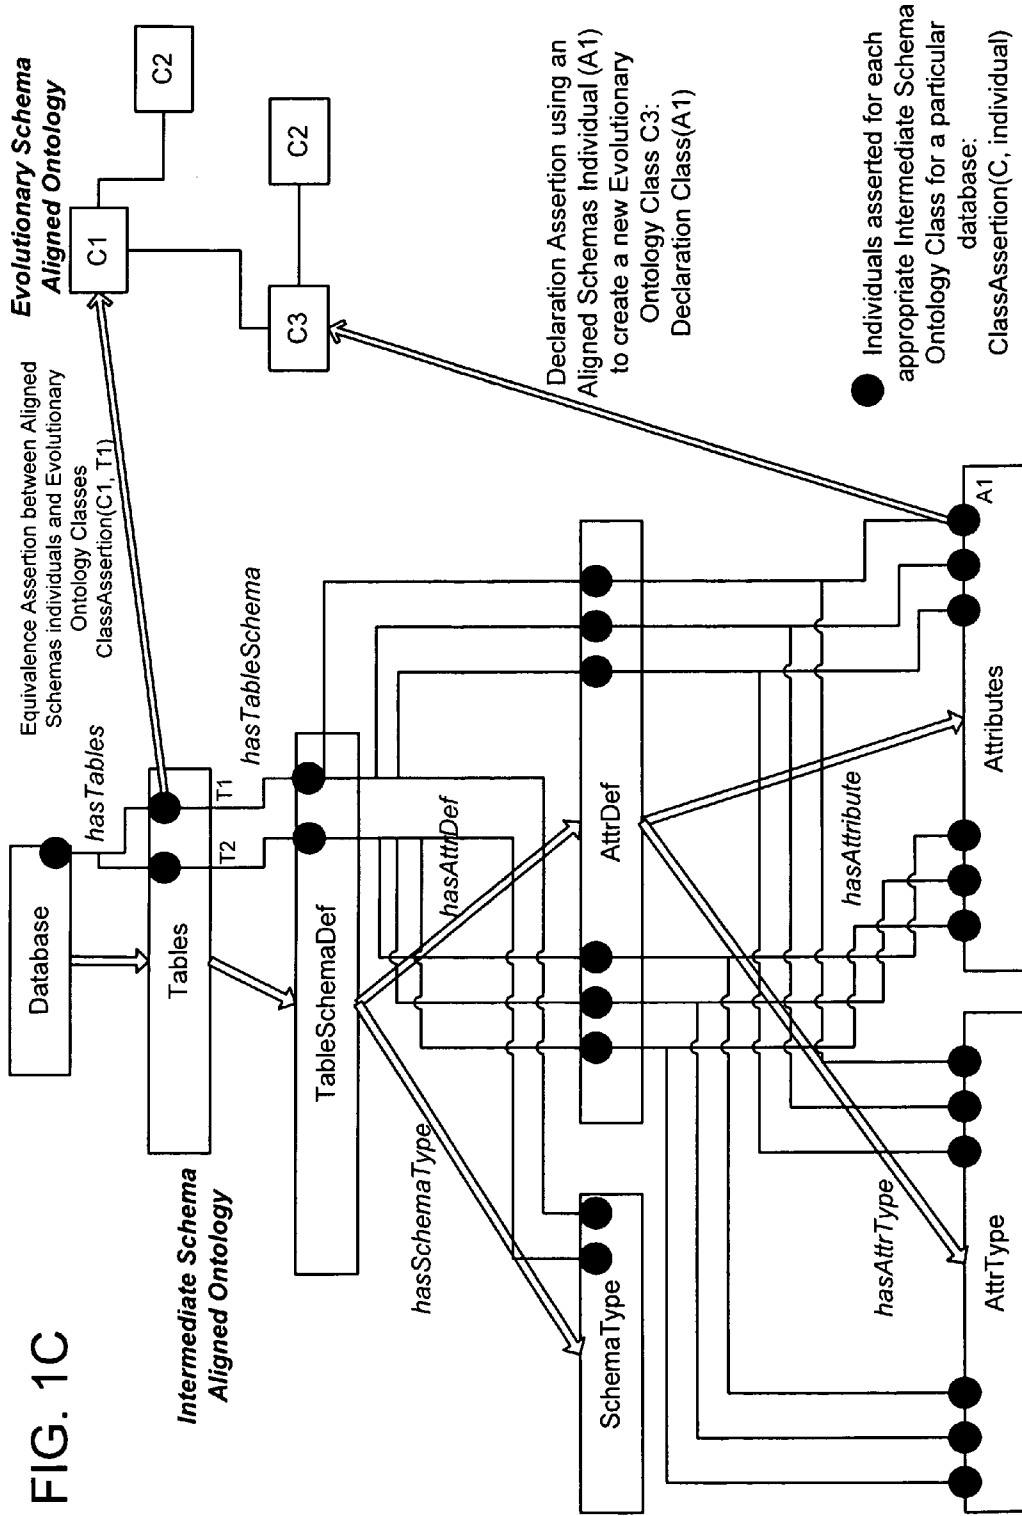 FIG. 1C
Intermediate Schema
Aligned Ontology
Database
hasTables
Tables
T2
T1
hasTableSchema
TableSchemaDef
hasSchemaType
hasAttrDef
SchemaType
AttrDef
hasAttrType
hasAttribute
AttrType
Attributes
A1
Equivalence Assertion between Aligned
Schemas individuals and Evolutionary
Ontology Classes
ClassAssertion(C1, T1)
Evolutionary Schema
Aligned Ontology
C1
C2
C3
C2
Declaration Assertion using an
Aligned Schemas Individual (A1)
to create a new Evolutionary
Ontology Class C3:
Declaration Class(A1)
Individuals asserted for each
appropriate Intermediate Schema
Ontology Class for a particular
database:
ClassAssertion(C, individual)